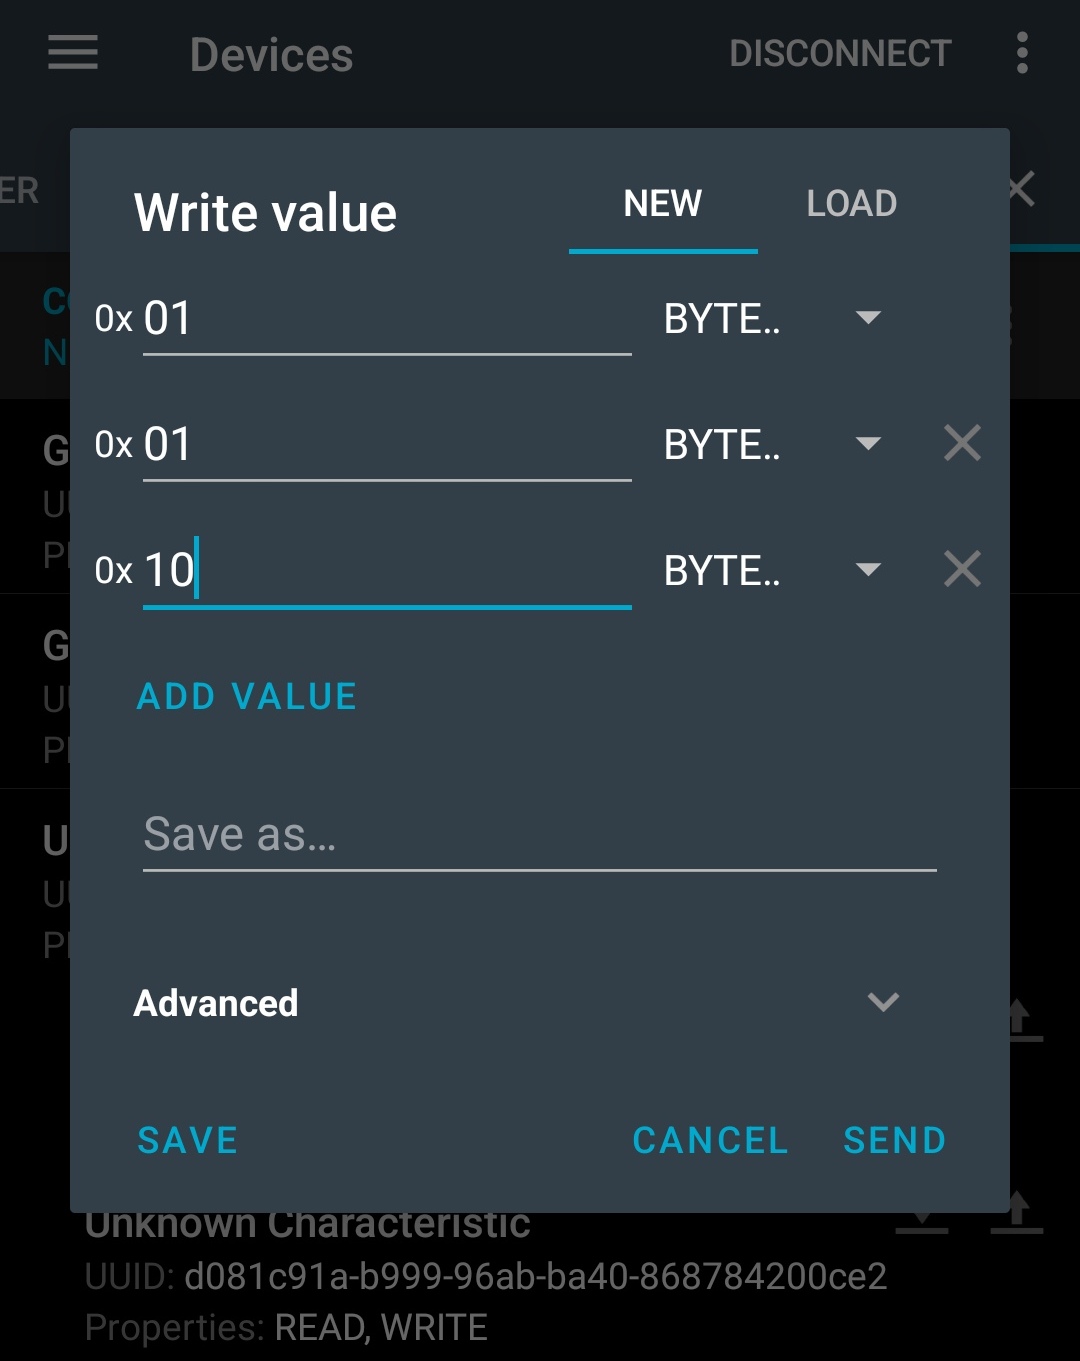 Devices DISCONNECT
ER
Write value NEW LOAD
0x 01 BYTE..
0x 01 BYTE..
0x 10 BYTE..
ADD VALUE
Save as…
Advanced
SAVE CANCEL SEND
Unknown Characteristic
UUID: d081c91a-b999-96ab-ba40-868784200ce2
Properties: READ, WRITE